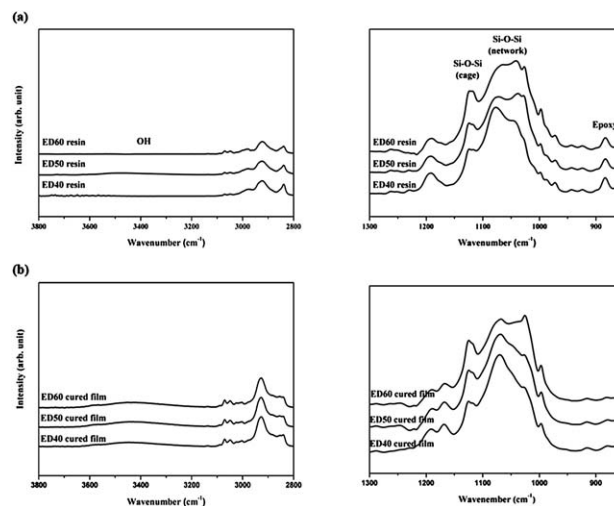 (a)
Si-O-Si
(network)
Si-O-Si
(cage)
Epoxy
OH
ED60 resin
ED50 resin
ED40 resin
ED60 resin
ED50 resin
ED40 resin
Intensity (arb. unit)
3800 3600 3400 3200 3000 2800
Wavenumber (cm-1)
1300 1200 1100 1000 900
Wavenumber (cm-1)
(b)
ED60 cured film
ED50 cured film
ED40 cured film
ED60 cured film
ED50 cured film
ED40 cured film
Intensity (arb. unit)
3800 3600 3400 3200 3000 2800
Wavenumber (cm-1)
1300 1200 1100 1000 900
Wavenember (cm-1)